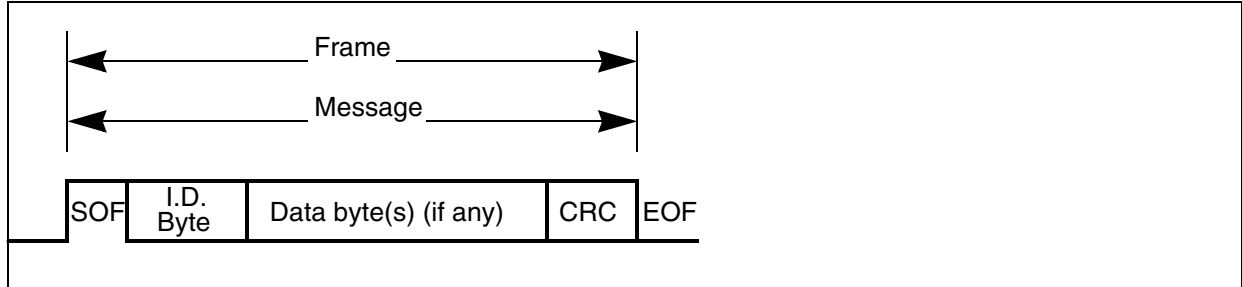 Frame
Message
SOF
I.D.
Byte
Data byte(s) (if any)
CRC
EOF